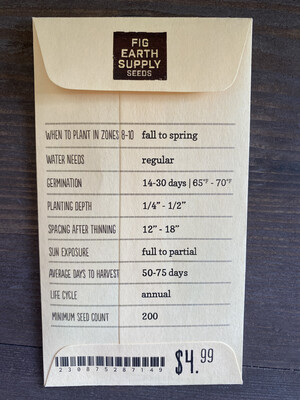 FIG
EARTH
SUPPLY
SEEDS
WHEN TO PLANT IN ZONES 8-10 fall to spring
WATER NEEDS regular
GERMINATION 14-30 days | 65°F - 70°F
PLANTING DEPTH 1/4" - 1/2"
SPACING AFTER THINNING 12" - 18"
SUN EXPOSURE full to partial
AVERAGE DAYS TO HARVEST 50-75 days
LIFE CYCLE annual
MINIMUM SEED COUNT 200
$4.99